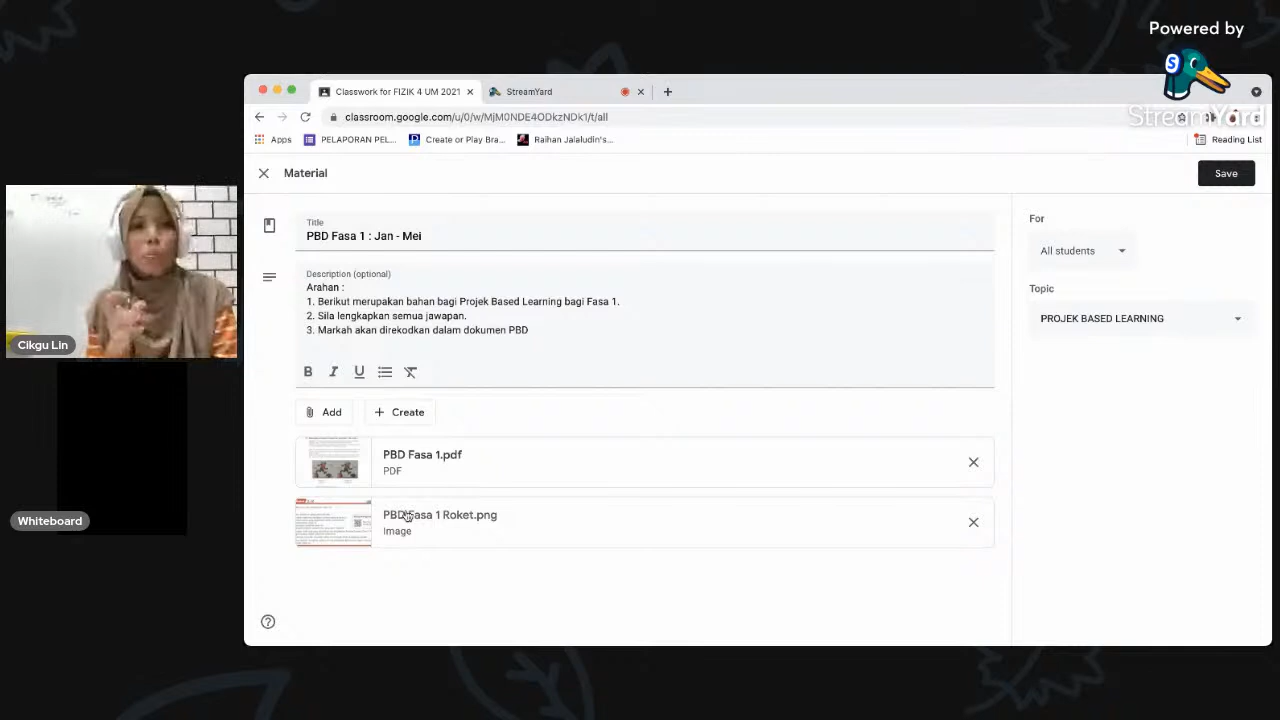 Powered by
StreamYard
Classwork for FIZIK 4 UM 2021
StreamYard
classroom.google.com/u/0/w/MjM0NDE4ODkzNDk1/t/all
Apps
PELAPORAN PEL...
Create or Play Bra...
Raihan Jalaludin's...
Reading List
Material
Save
Title
PBD Fasa 1 : Jan - Mei
Description (optional)
Arahan :
1. Berikut merupakan bahan bagi Projek Based Learning bagi Fasa 1.
2. Sila lengkapkan semua jawapan.
3. Markah akan direkodkan dalam dokumen PBD
B I U
Add
Create
PBD Fasa 1.pdf
PDF
PBD Fasa 1 Roket.png
Image
For
All students
Topic
PROJEK BASED LEARNING
Cikgu Lin
Whiteboard